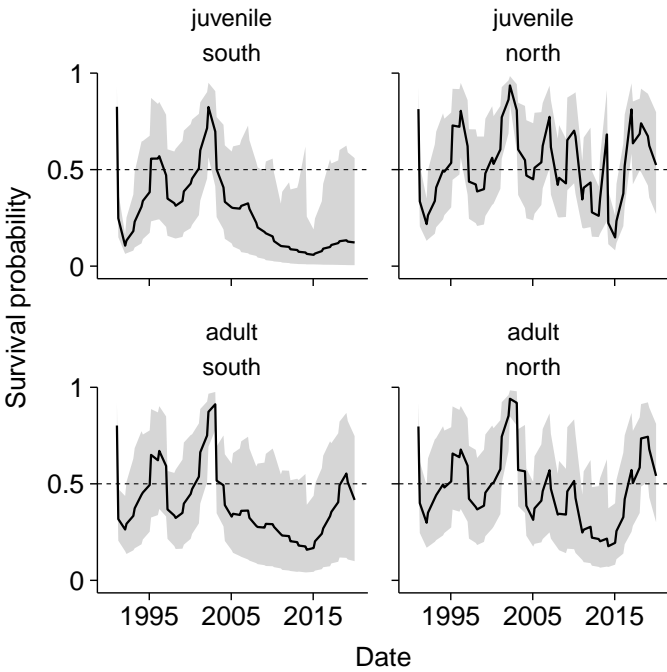 juvenile
south
juvenile
north
Survival probability
1
0.5
0
adult
south
adult
north
1
0.5
0
1995
2005
2015
1995
2005
2015
Date